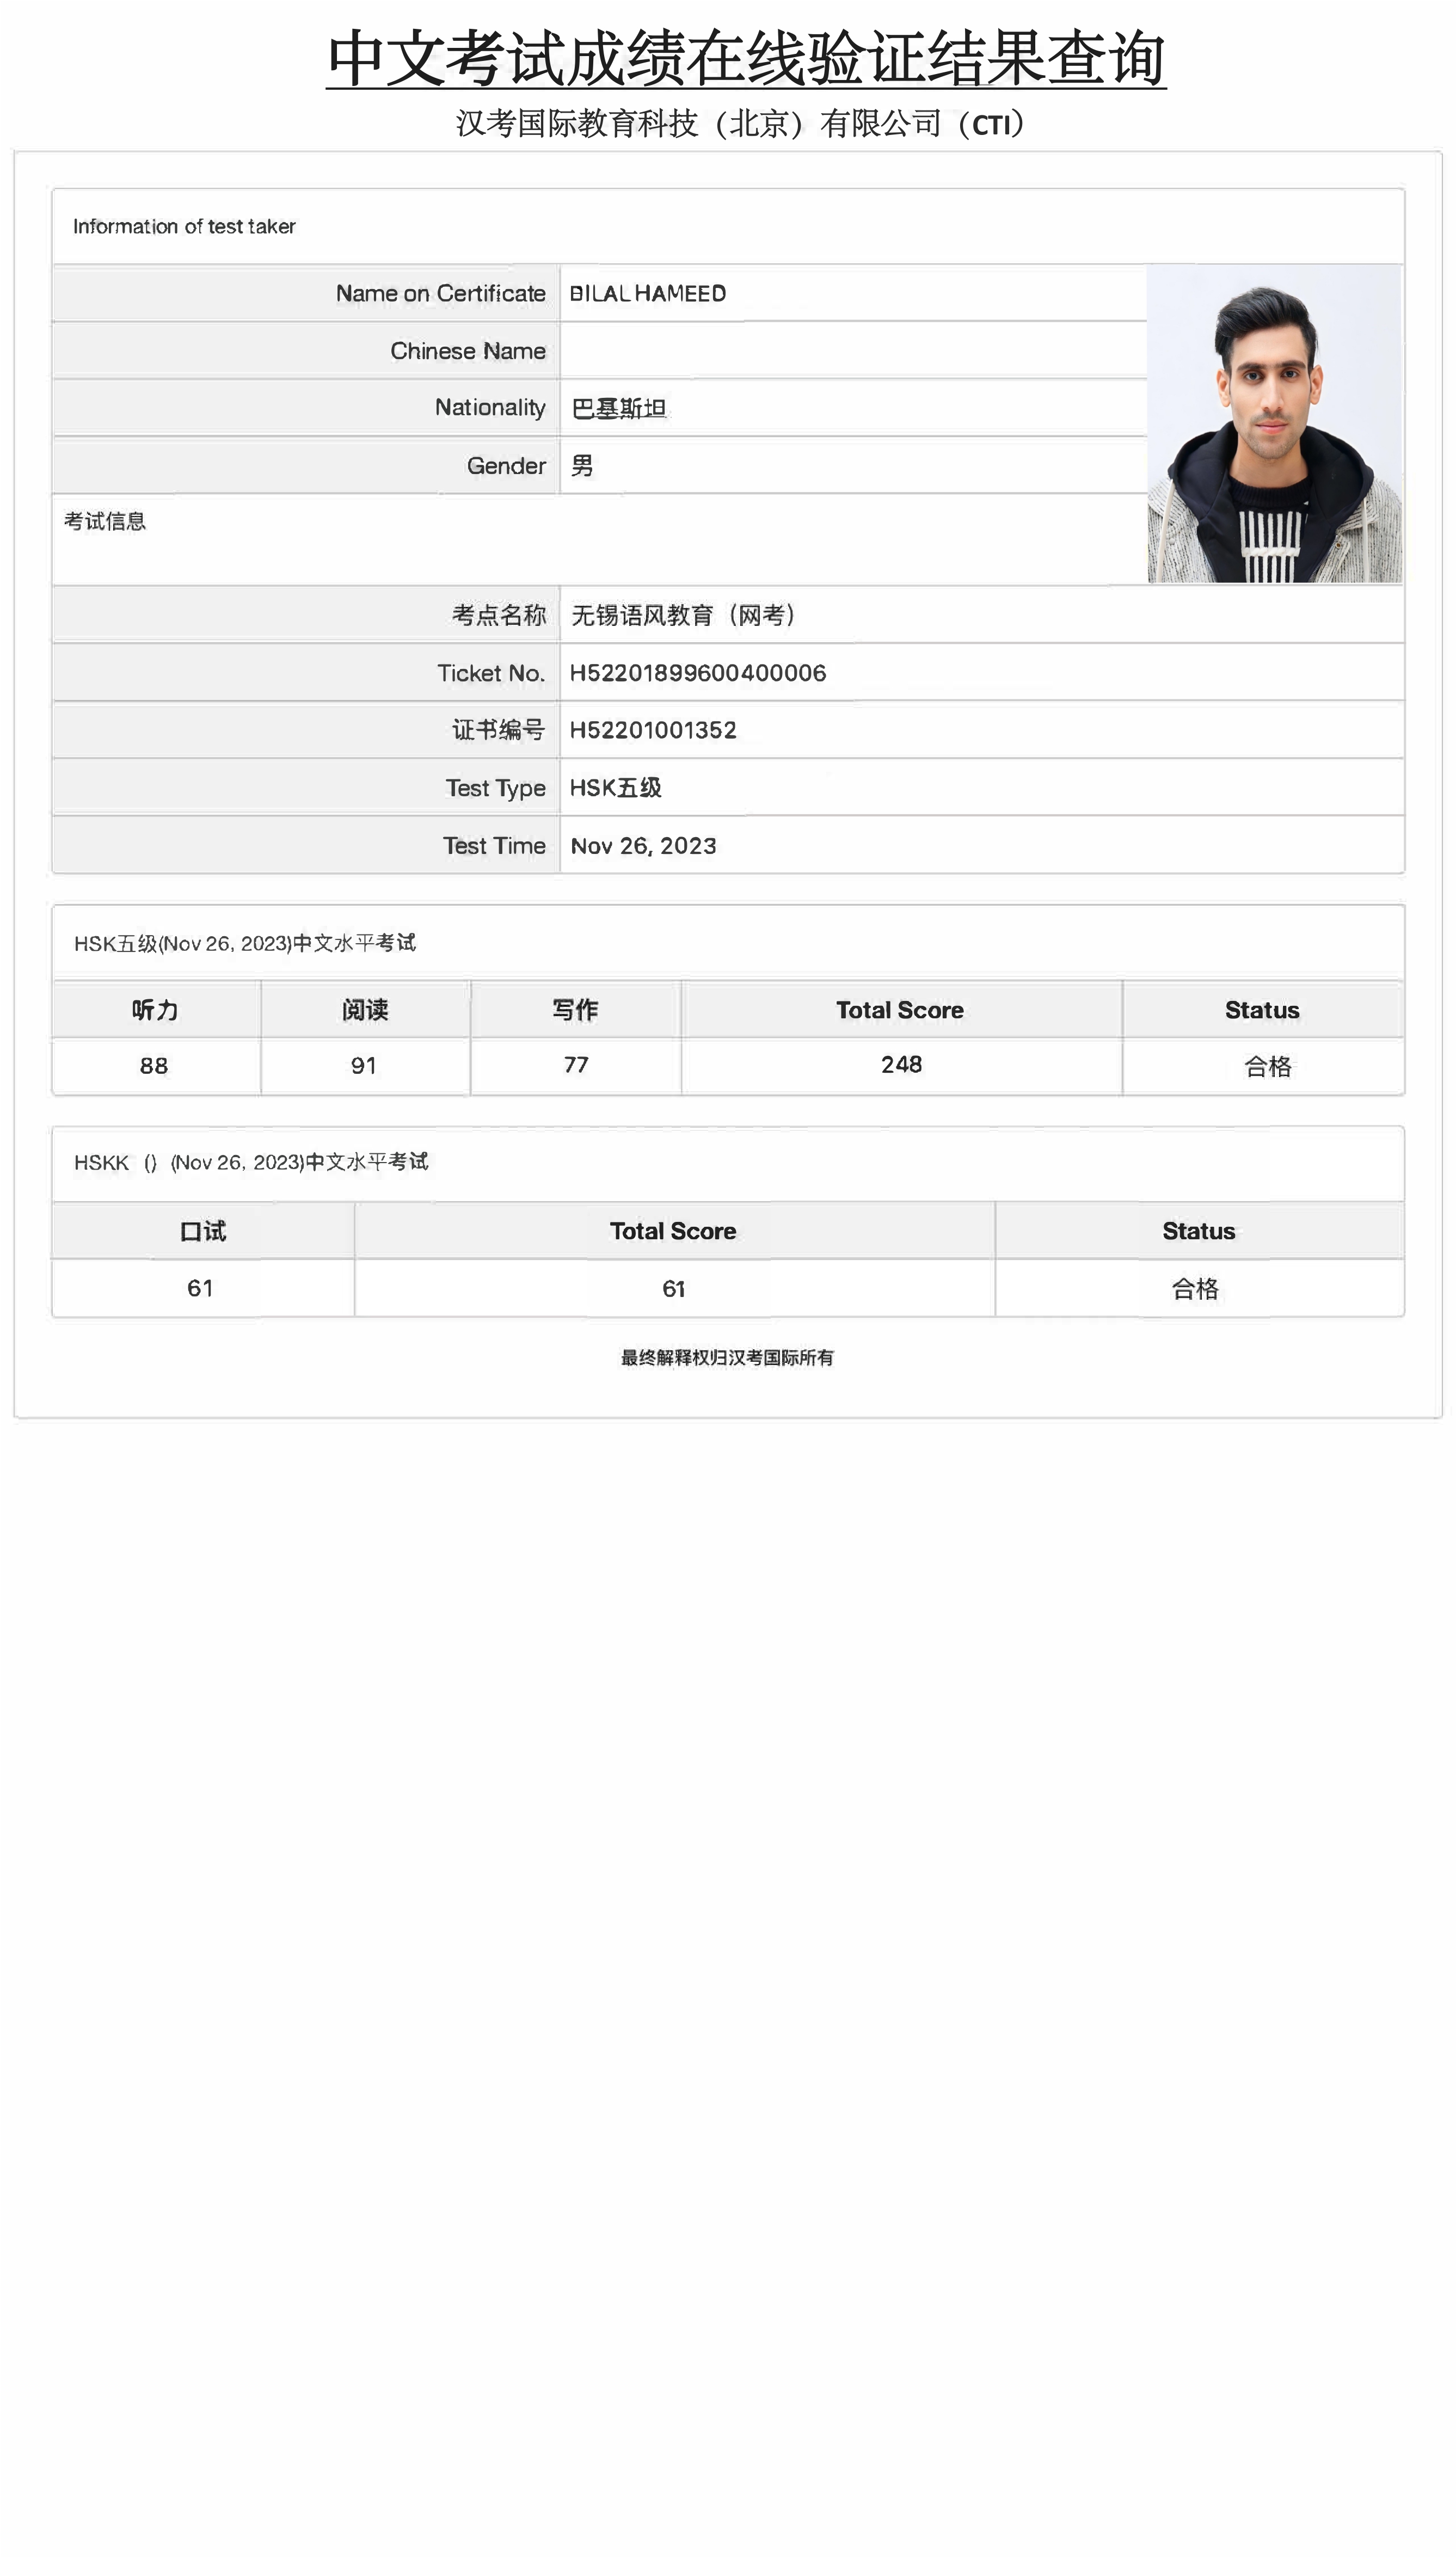 中文考试成绩在线验证结果查询
汉考国际教育科技（北京）有限公司（CTI）
Information of test taker
Name on Certificate BILAL HAMEED
Chinese Name
Nationality 巴基斯坦
Gender 男
考试信息
考点名称 无锡语风教育（网考）
Ticket No. H52201899600400006
证书编号 H52201001352
Test Type HSK五级
Test Time Nov 26, 2023
HSK五级(Nov 26, 2023)中文水平考试
听力 阅读 写作 Total Score Status
88 91 77 248 合格
HSKK () (Nov 26, 2023)中文水平考试
口试 Total Score Status
61 61 合格
最终解释权归汉考国际所有